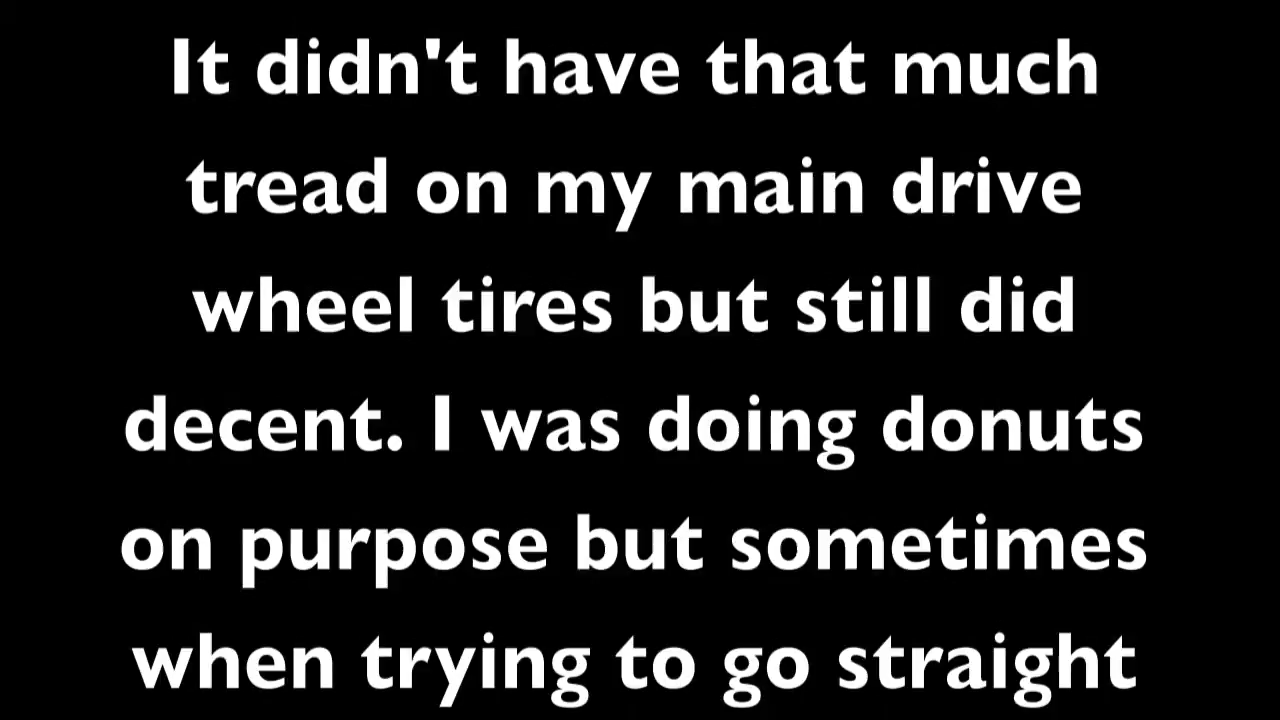 It didn't have that much
tread on my main drive
wheel tires but still did
decent. I was doing donuts
on purpose but sometimes
when trying to go straight